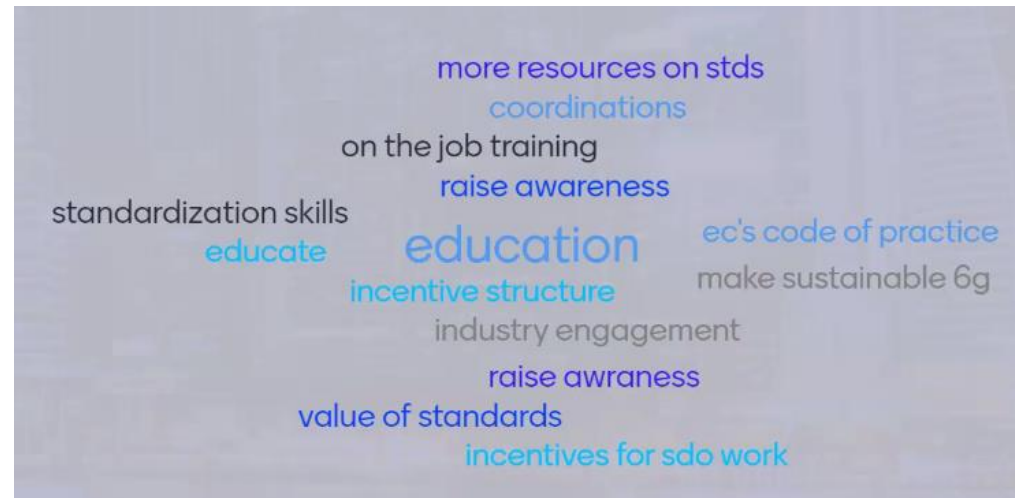 more resources on stds
coordinations
on the job training
raise awareness
standardization skills
ec's code of practice
educate
education
make sustainable 6g
incentive structure
industry engagement
raise awraness
value of standards
incentives for sdo work